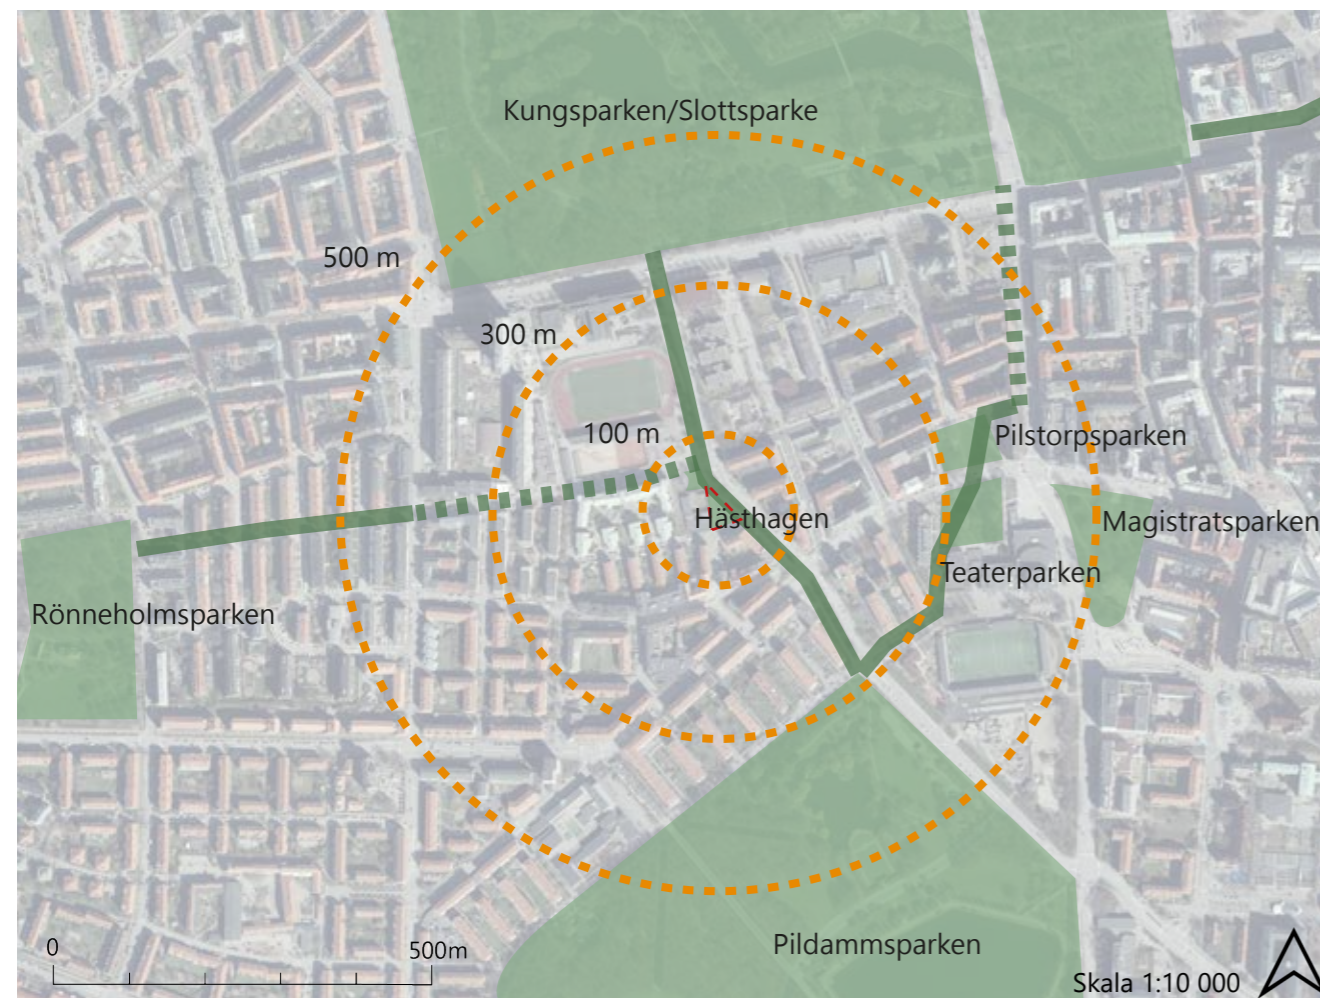 Kungsparken/Slottsparke
500 m
300 m
100 m
Pilstorpsparken
Hästhagen
Magistratsparken
Teaterparken
Rönneholmsparken
Pildammsparken
0
500m
Skala 1:10 000